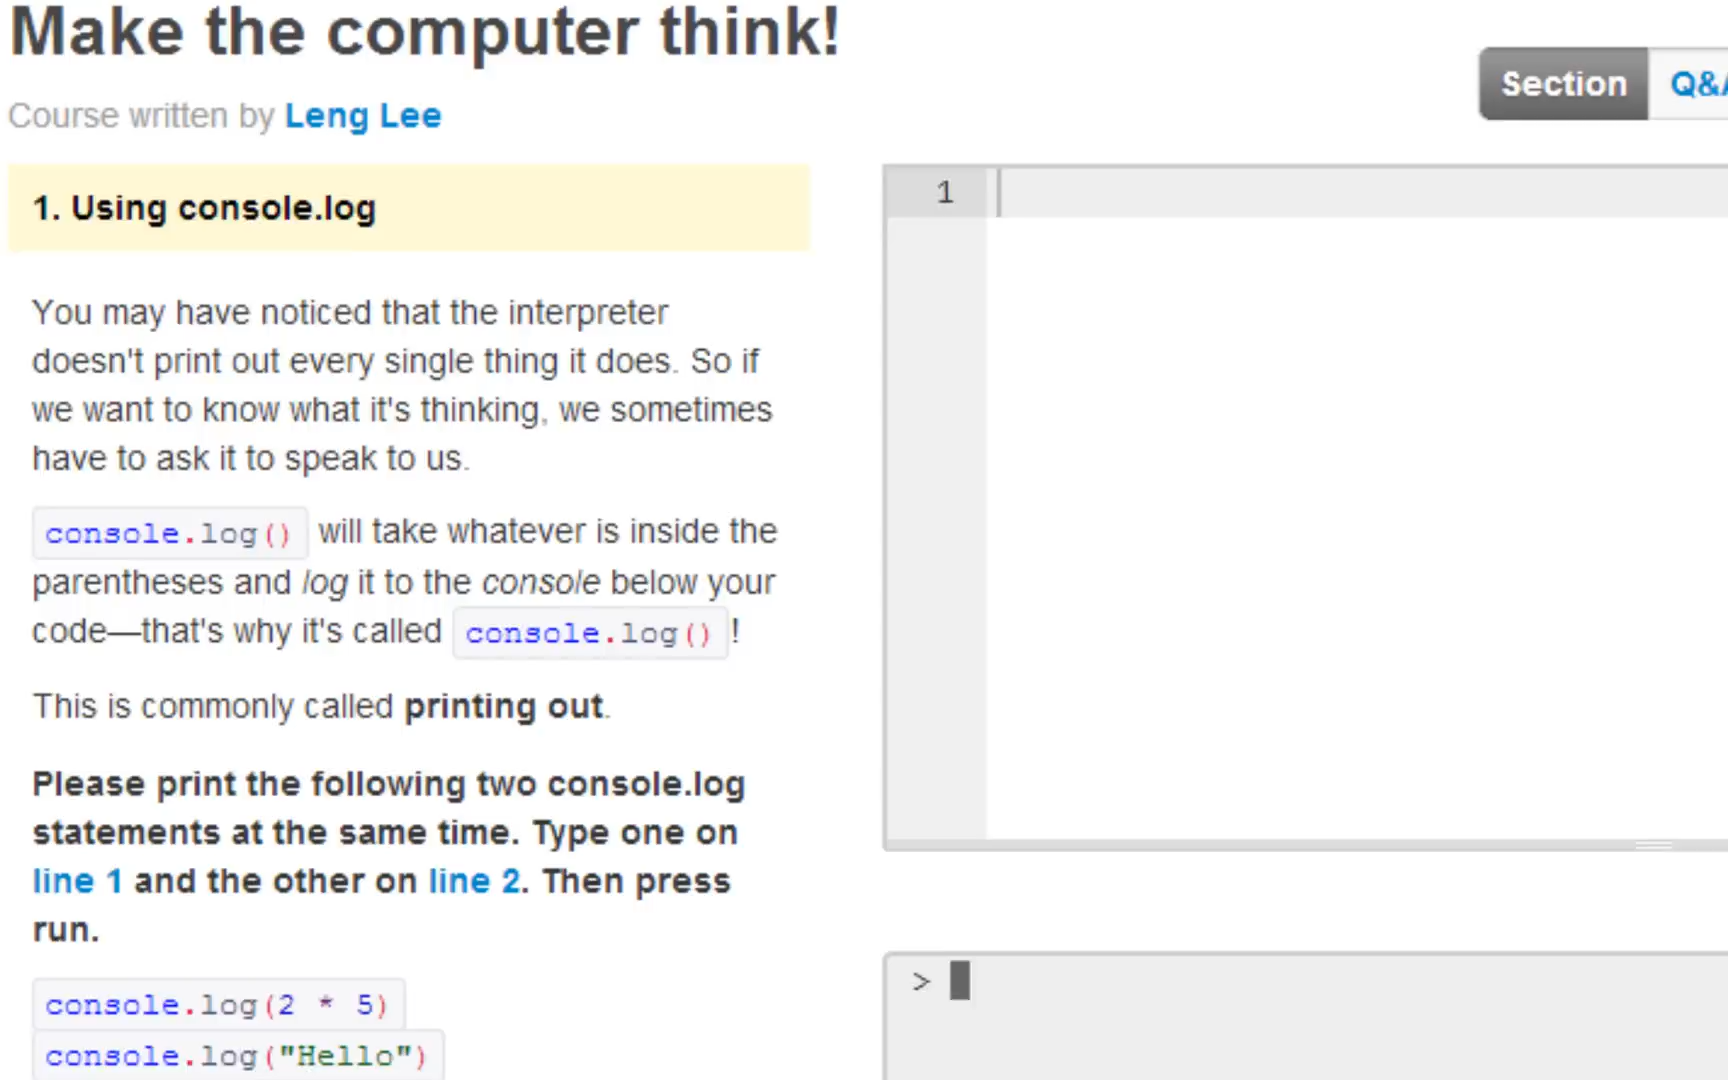 Make the computer think!
Course written by Leng Lee
Section
1. Using console.log
You may have noticed that the interpreter
doesn't print out every single thing it does. So if
we want to know what it's thinking, we sometimes
have to ask it to speak to us.
console.log() will take whatever is inside the
parentheses and log it to the console below your
code—that's why it's called console.log()!
This is commonly called printing out.
Please print the following two console.log
statements at the same time. Type one on
line 1 and the other on line 2. Then press
run.
console.log(2 * 5)
console.log("Hello")
1
>